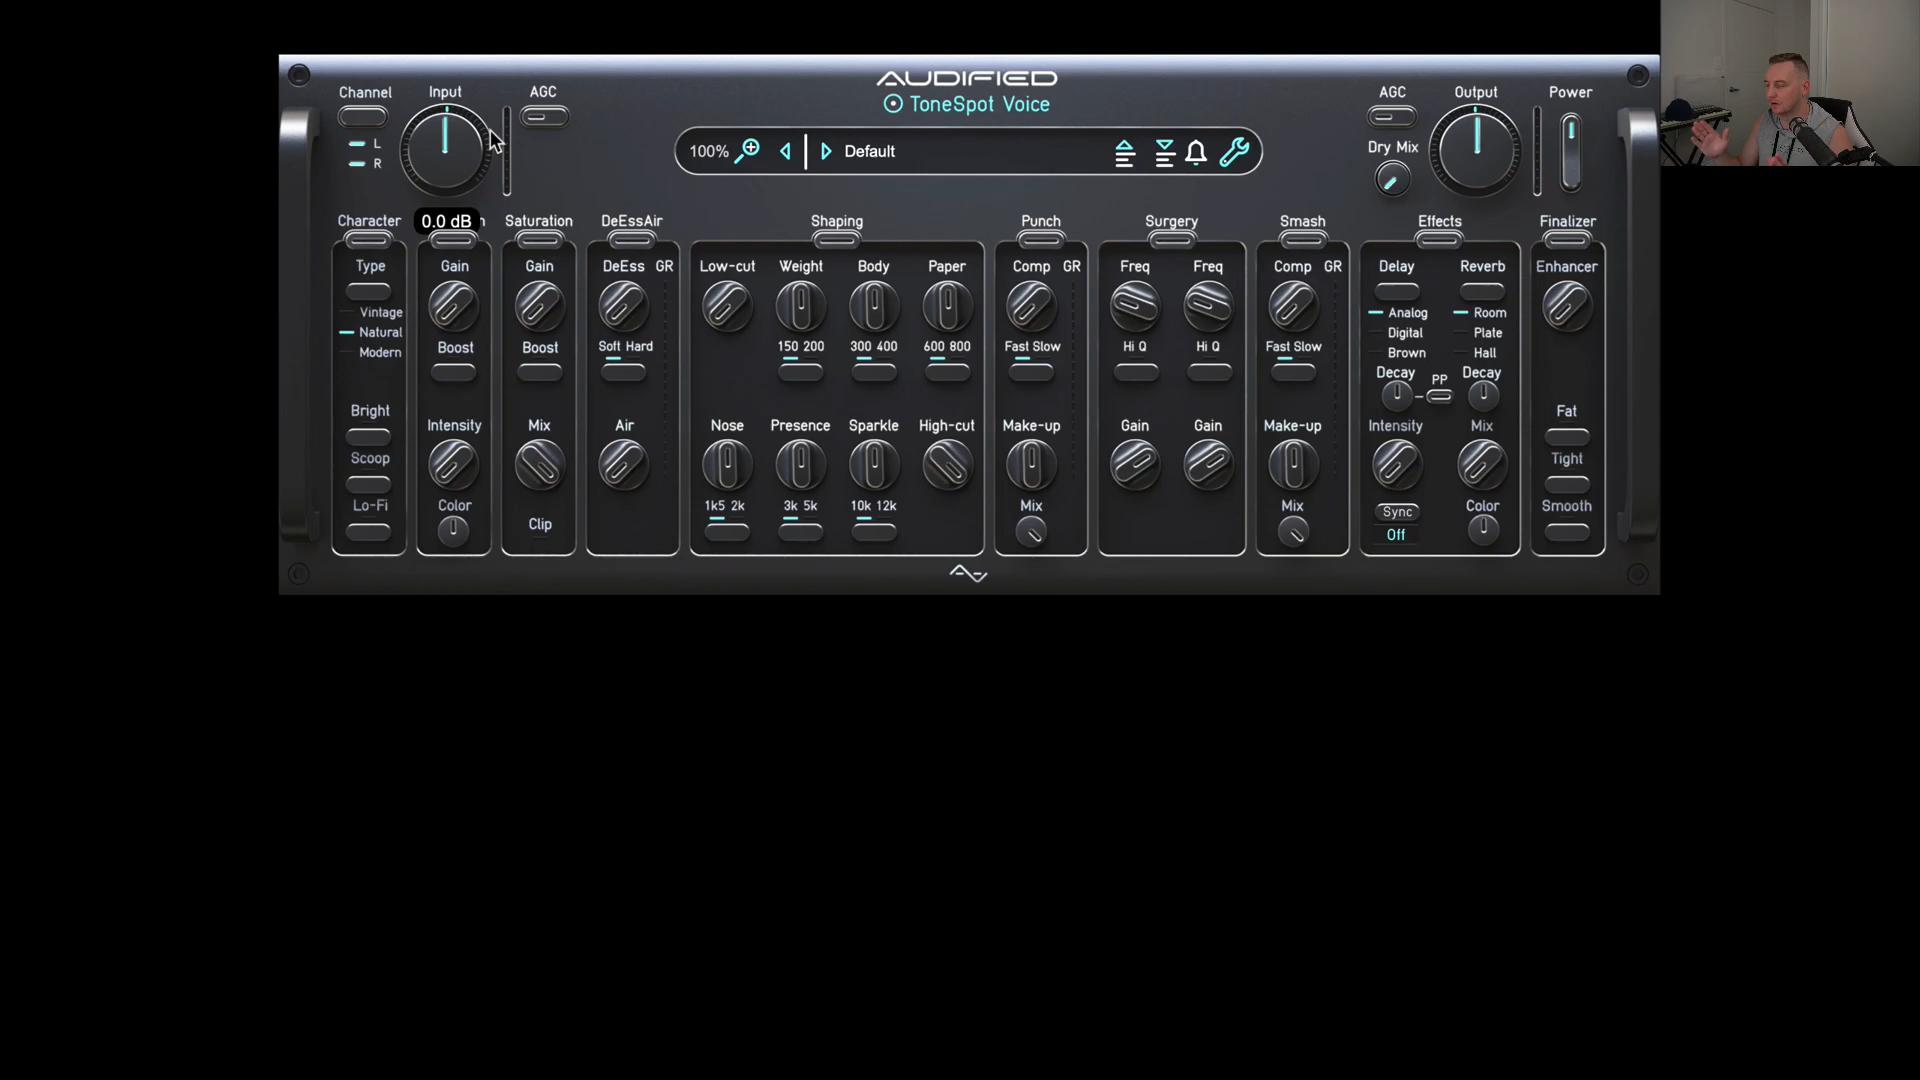 AUDIFIED
ToneSpot Voice
Channel Input AGC
L
R
100% Default
AGC Output Power
Dry Mix
0.0 dB
Character Saturation DeEssAir Shaping Punch Surgery Smash Effects Finalizer
Type Gain Gain DeEss GR Low-cut Weight Body Paper Comp GR Freq Freq Comp GR Delay Reverb Enhancer
Vintage Analog Room
Natural Digital Plate
Modern Brown Hall
Boost Boost Soft Hard 150 200 300 400 600 800 Fast Slow Hi Q Hi Q Fast Slow
Decay PP Decay
Bright Fat
Intensity Mix Air Nose Presence Sparkle High-cut Make-up Gain Gain Make-up Intensity Mix
Scoop Tight
Lo-Fi Color 1k5 2k 3k 5k 10k 12k Mix Mix Sync Color Smooth
Clip Off